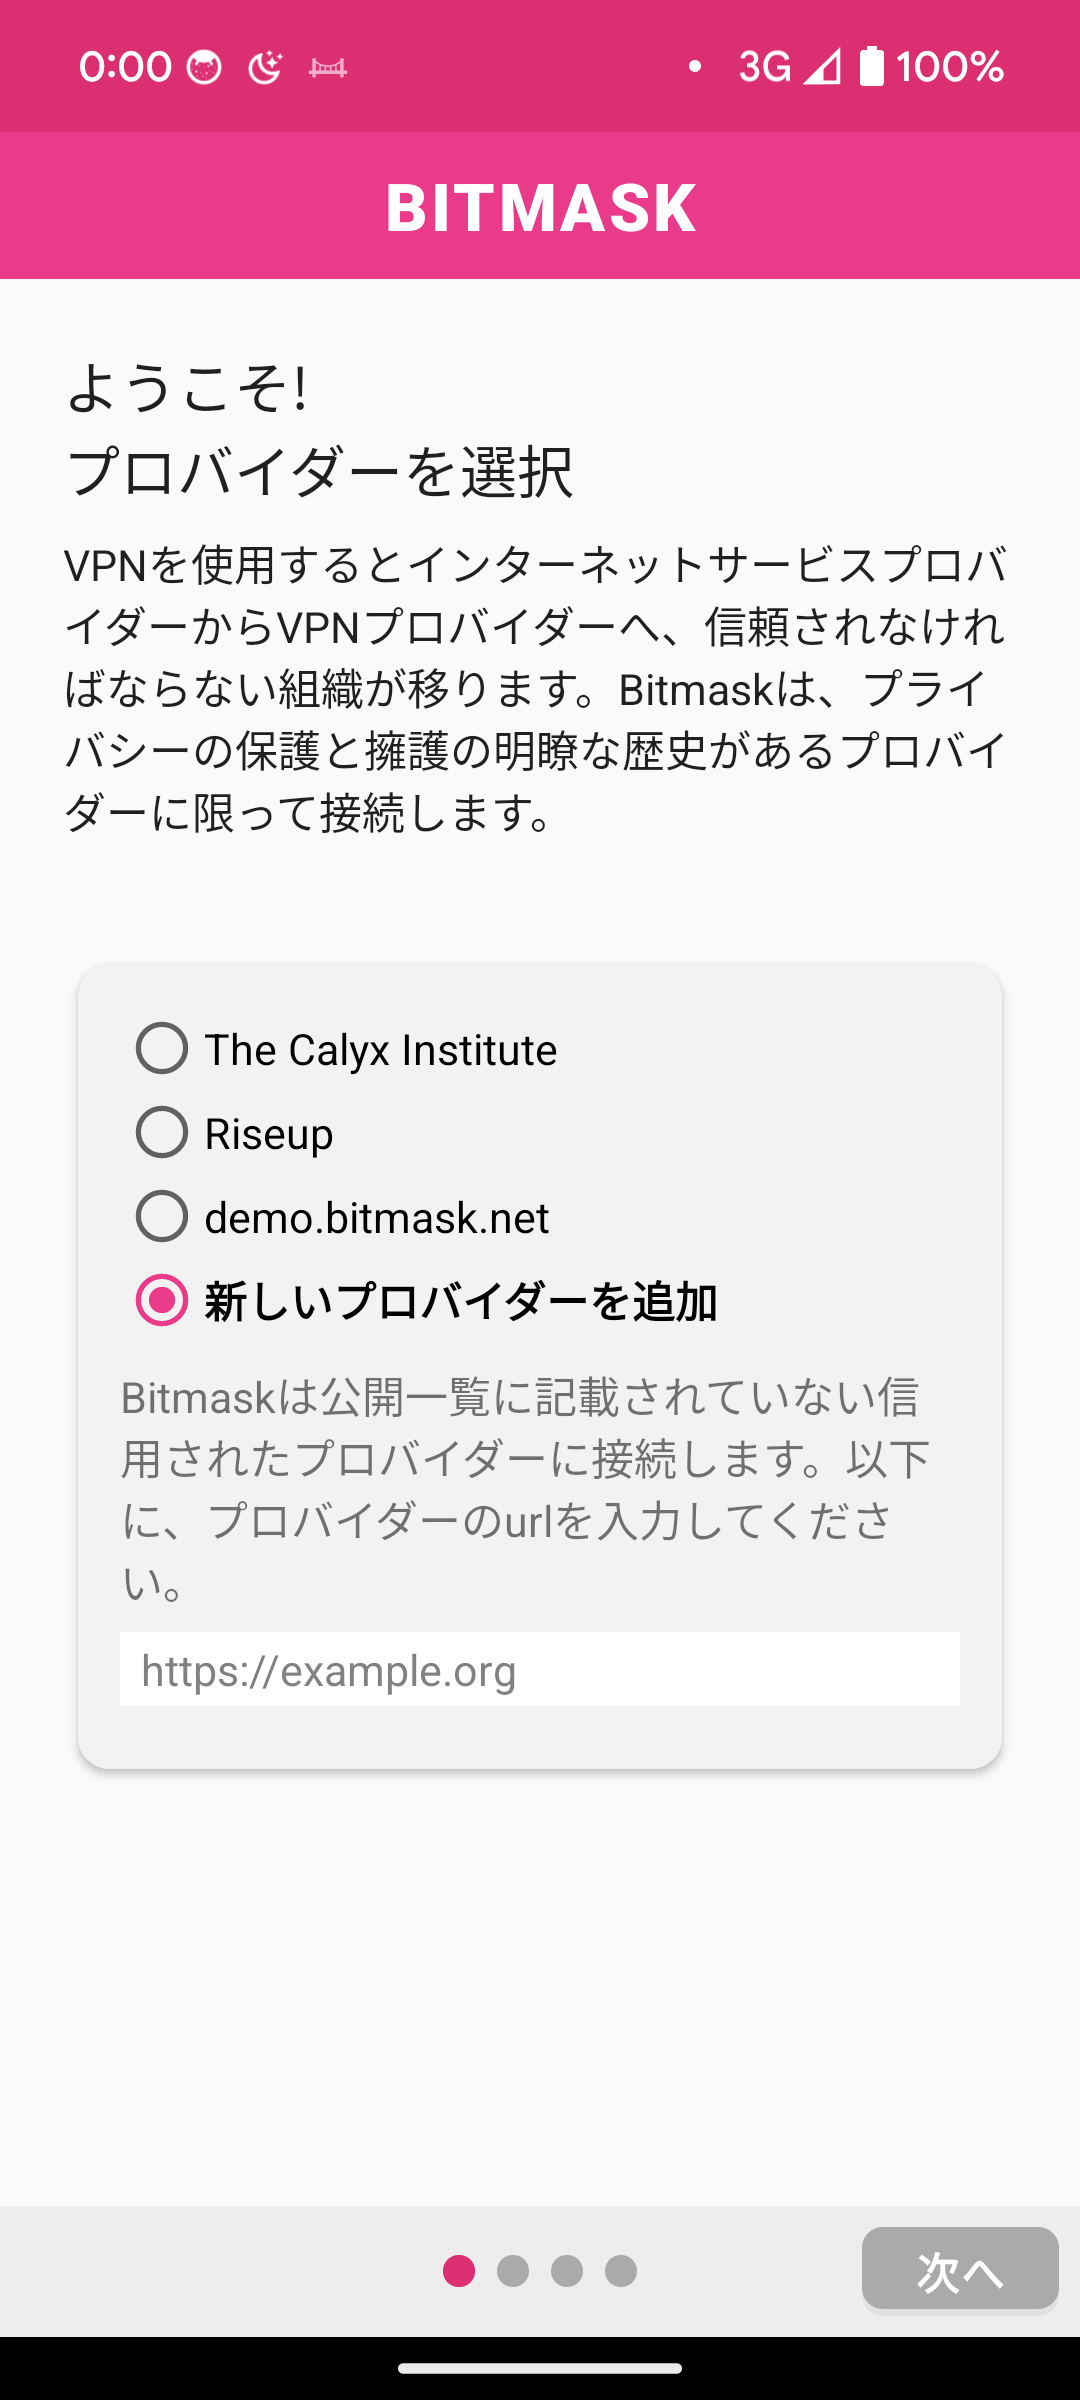 0:00
3G
100%
BITMASK
ようこそ!
プロバイダーを選択
VPNを使用するとインターネットサービスプロバ
イダーからVPNプロバイダーへ、信頼されなけれ
ばならない組織が移ります。Bitmaskは、プライ
バシーの保護と擁護の明瞭な歴史があるプロバイ
ダーに限って接続します。
The Calyx Institute
Riseup
demo.bitmask.net
新しいプロバイダーを追加
Bitmaskは公開一覧に記載されていない信
用されたプロバイダーに接続します。以下
に、プロバイダーのurlを入力してくださ
い。
https://example.org
次へ